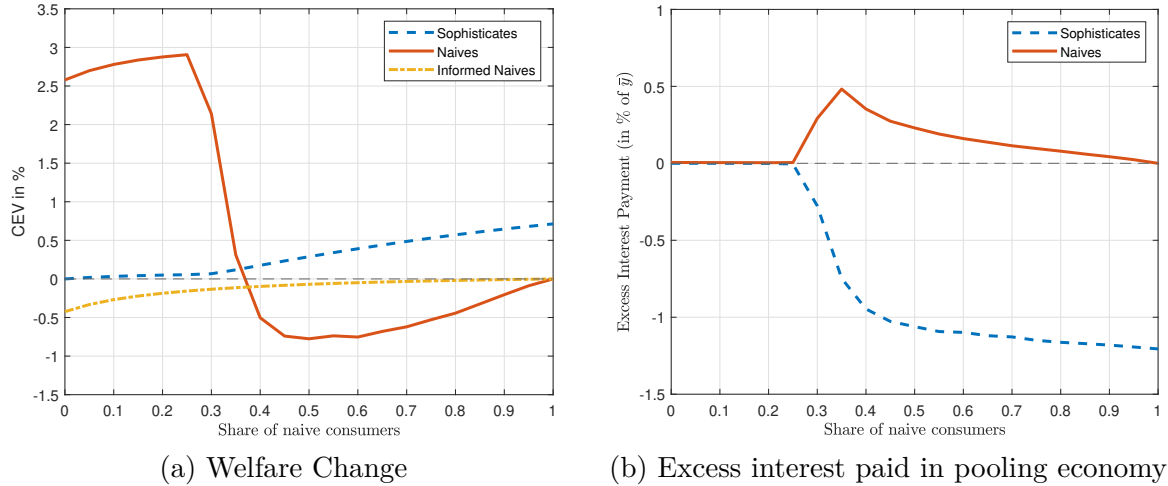 3.5
3
2.5
2
1.5
1
0.5
0
-0.5
-1
-1.5
CEV in %
Sophisticates
Naives
Informed Naives
0 0.1 0.2 0.3 0.4 0.5 0.6 0.7 0.8 0.9 1
Share of naive consumers
(a) Welfare Change
1
0.5
0
-0.5
-1
-1.5
Excess Interest Payment (in % of ȳ)
Sophisticates
Naives
0 0.1 0.2 0.3 0.4 0.5 0.6 0.7 0.8 0.9 1
Share of naive consumers
(b) Excess interest paid in pooling economy